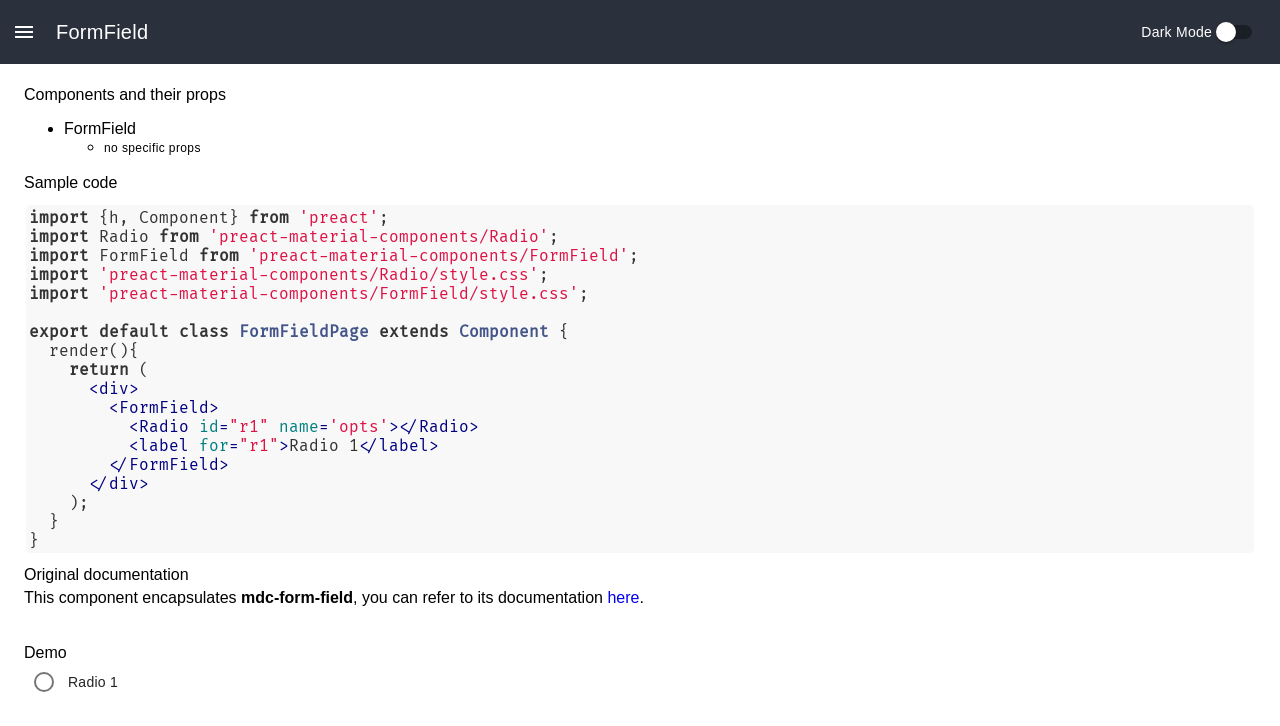 FormField
Dark Mode
Components and their props
FormField
no specific props
Sample code
import {h, Component} from 'preact';
import Radio from 'preact-material-components/Radio';
import FormField from 'preact-material-components/FormField';
import 'preact-material-components/Radio/style.css';
import 'preact-material-components/FormField/style.css';
export default class FormFieldPage extends Component {
  render(){
    return (
      <div>
        <FormField>
          <Radio id="r1" name='opts'></Radio>
          <label for="r1">Radio 1</label>
        </FormField>
      </div>
    );
  }
}
Original documentation
This component encapsulates mdc-form-field, you can refer to its documentation here.
Demo
Radio 1